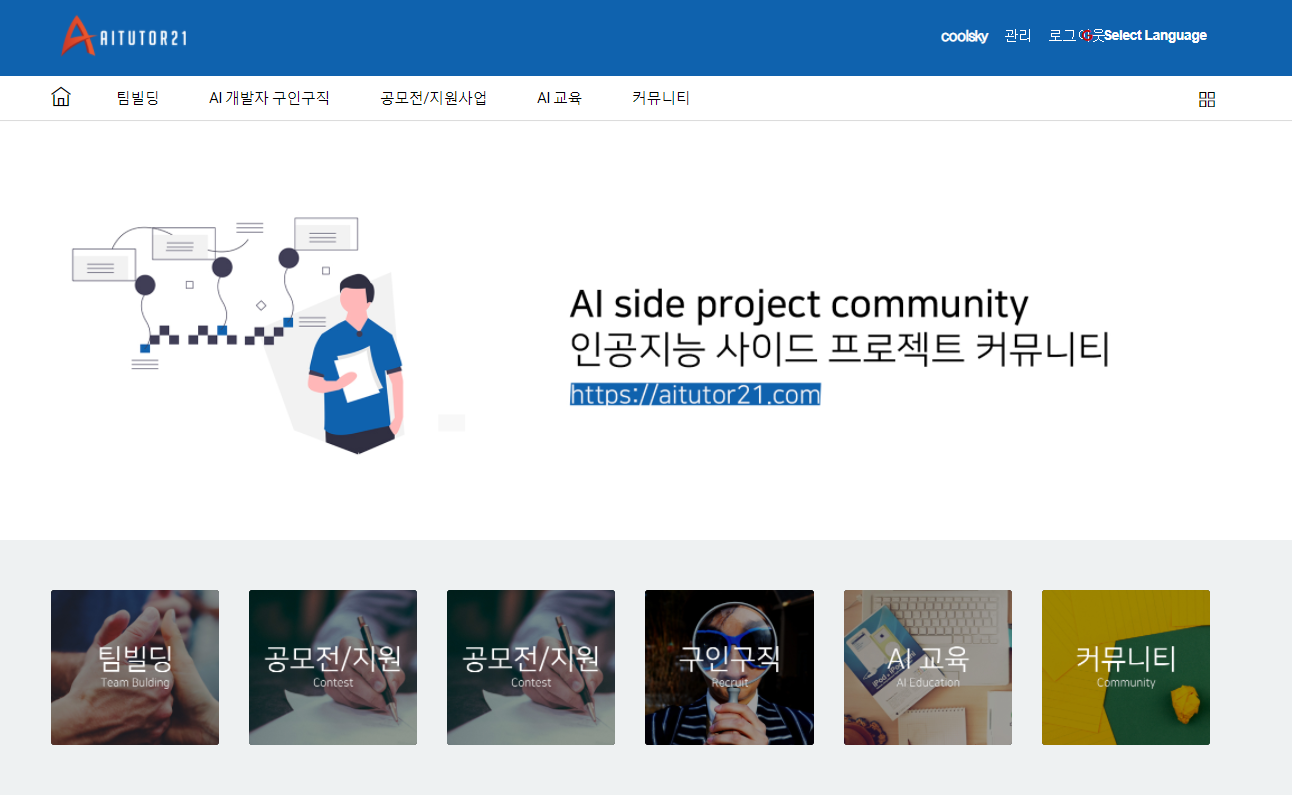 AITUTOR21
coolsky 관리 로그아웃 Select Language
팀빌딩 AI 개발자 구인구직 공모전/지원사업 AI 교육 커뮤니티
AI side project community
인공지능 사이드 프로젝트 커뮤니티
https://aitutor21.com
팀빌딩
Team Bulding
공모전/지원
Contest
공모전/지원
Contest
구인구직
Recruit
AI 교육
AI Education
커뮤니티
Community